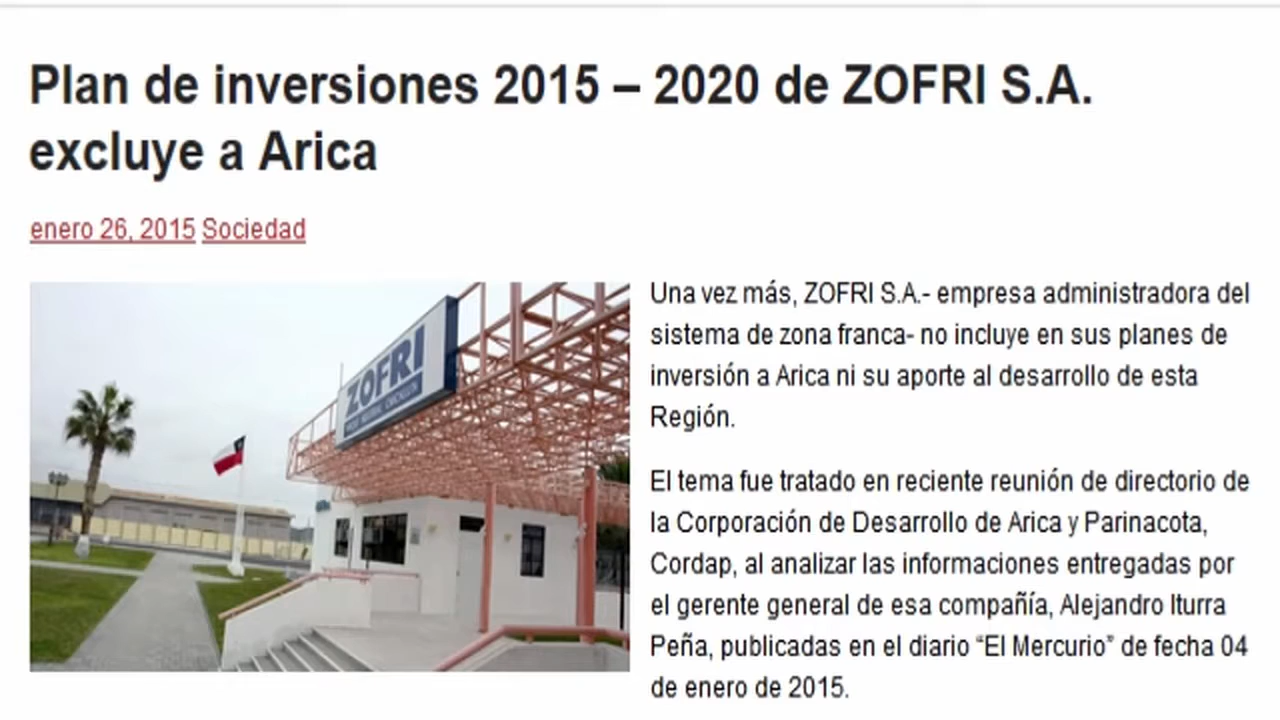 Plan de inversiones 2015 – 2020 de ZOFRI S.A.
excluye a Arica
enero 26, 2015 Sociedad
ZOFRI
Una vez más, ZOFRI S.A.- empresa administradora del
sistema de zona franca- no incluye en sus planes de
inversión a Arica ni su aporte al desarrollo de esta
Región.
El tema fue tratado en reciente reunión de directorio de
la Corporación de Desarrollo de Arica y Parinacota,
Cordap, al analizar las informaciones entregadas por
el gerente general de esa compañía, Alejandro Iturra
Peña, publicadas en el diario “El Mercurio” de fecha 04
de enero de 2015.